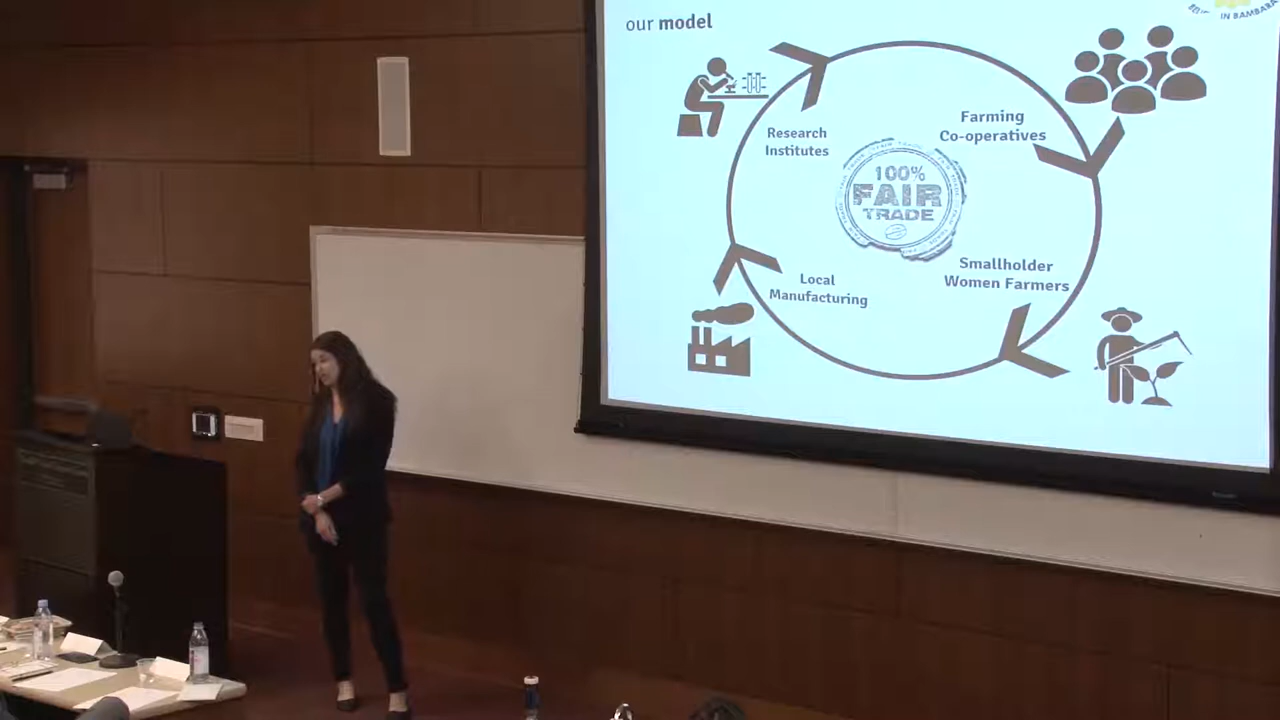 our model
IN BAMBARA
Research
Institutes
Farming
Co-operatives
100%
FAIR
TRADE
Local
Manufacturing
Smallholder
Women Farmers